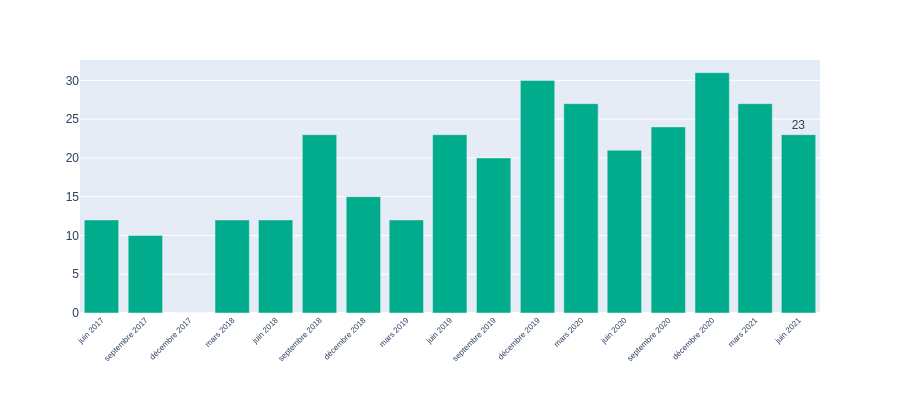 30
25
20
15
10
5
0
23
juin 2017
septembre 2017
décembre 2017
mars 2018
juin 2018
septembre 2018
décembre 2018
mars 2019
juin 2019
septembre 2019
décembre 2019
mars 2020
juin 2020
septembre 2020
décembre 2020
mars 2021
juin 2021